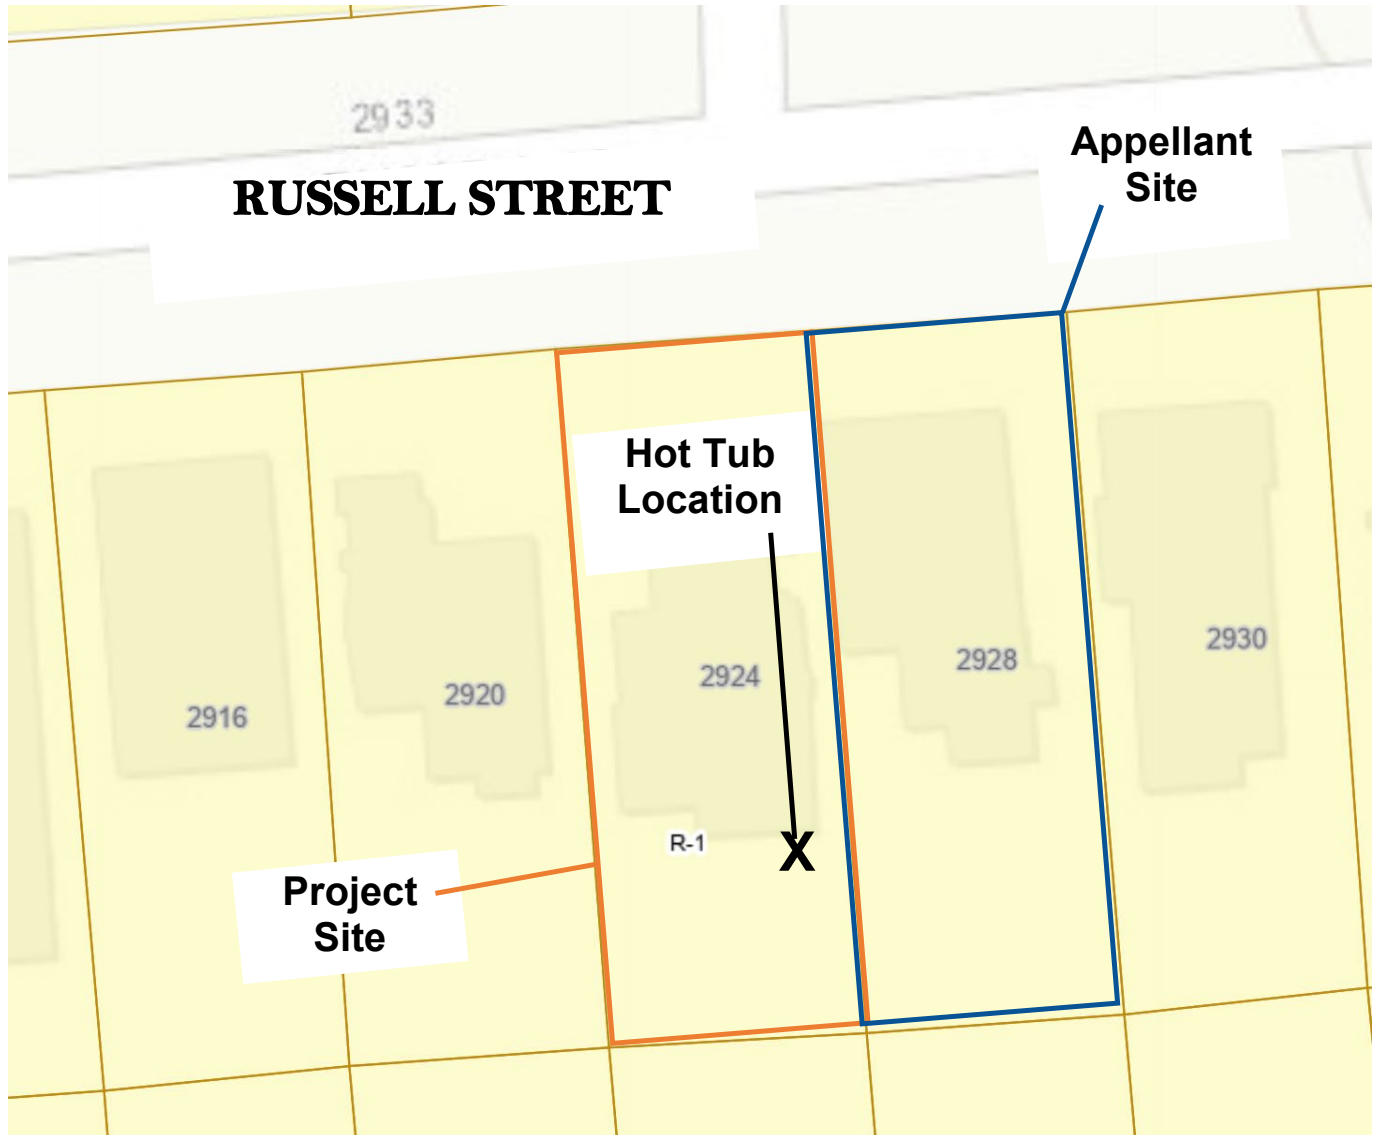 2933
RUSSELL STREET
Appellant
Site
Hot Tub
Location
2916
2920
2924
2928
2930
R-1
Project
Site
X